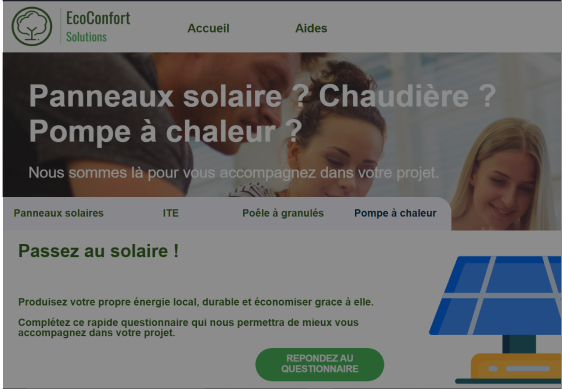 EcoConfort
Solutions
Accueil
Aides
Panneaux solaire ? Chaudière ?
Pompe à chaleur ?
Nous sommes là pour vous accompagnez dans votre projet.
Panneaux solaires
ITE
Poêle à granulés
Pompe à chaleur
Passez au solaire !
Produisez votre propre énergie local, durable et économiser grace à elle.
Complétez ce rapide questionnaire qui nous permettra de mieux vous
accompagnez dans votre projet.
REPONDEZ AU
QUESTIONNAIRE